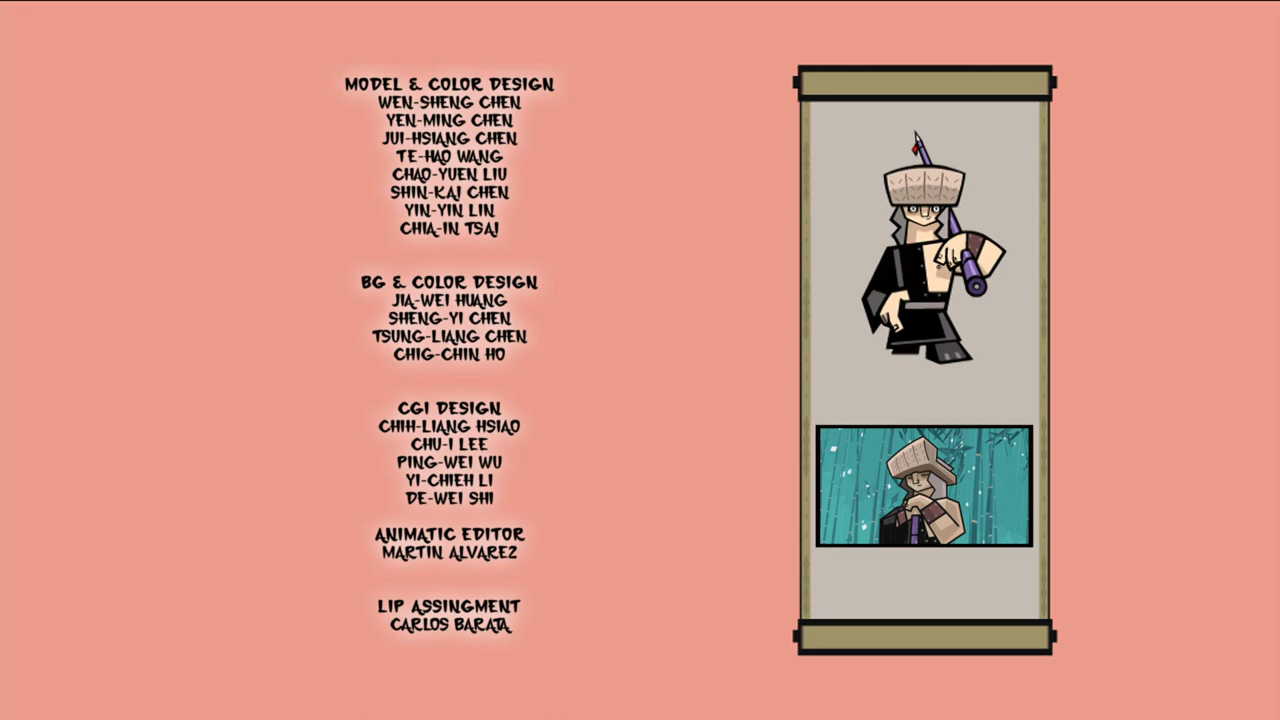 MODEL & COLOR DESIGN
WEN-SHENG CHEN
YEN-MING CHEN
JUI-HSIANG CHEN
TE-HAO WANG
CHAO-YUEN LIU
SHIN-KAI CHEN
YIN-YIN LIN
CHIA-IN TSAI
BG & COLOR DESIGN
JIA-WEI HUANG
SHENG-YI CHEN
TSUNG-LIANG CHEN
CHIG-CHIN HO
CGI DESIGN
CHIH-LIANG HSIAO
CHU-I LEE
PING-WEI WU
YI-CHIEH LI
DE-WEI SHI
ANIMATIC EDITOR
MARTIN ALVAREZ
LIP ASSINGMENT
CARLOS BARATA